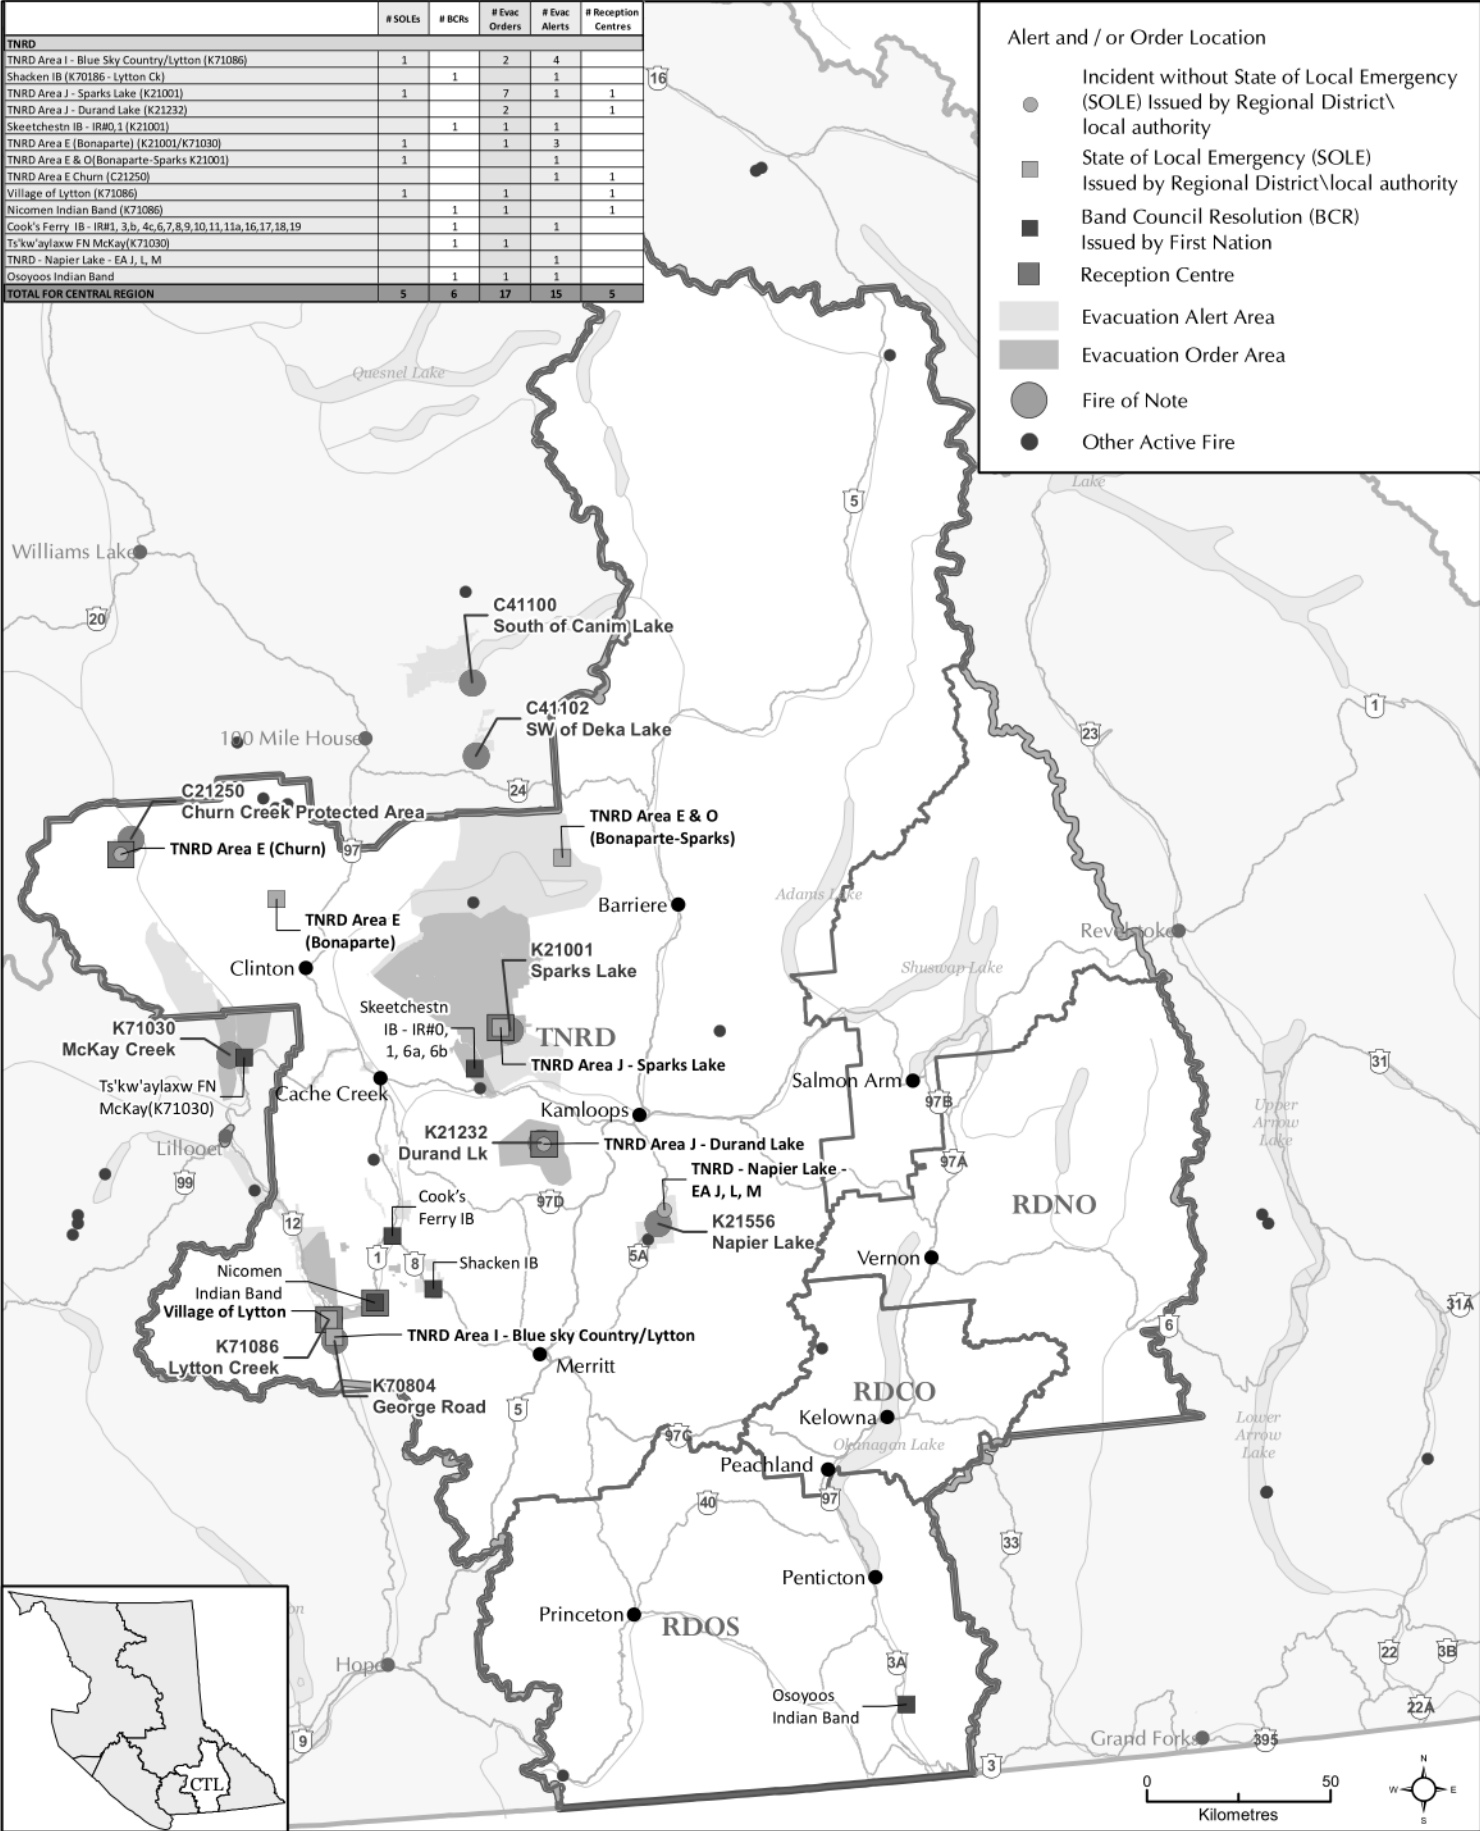 # SOLEs # BCRs # Evac Orders # Evac Alerts # Reception Centres
TNRD
TNRD Area I - Blue Sky Country/Lytton (K71086) 1 2 4
Shacken IB (K70186 - Lytton Ck) 1 1
TNRD Area J - Sparks Lake (K21001) 1 7 1 1
TNRD Area J - Durand Lake (K21232) 2 1
Skeetchestn IB - IR#0,1 (K21001) 1 1 1
TNRD Area E (Bonaparte) (K21001/K71030) 1 1 3
TNRD Area E & O(Bonaparte-Sparks K21001) 1 1
TNRD Area E Churn (C21250) 1 1
Village of Lytton (K71086) 1 1 1
Nicomen Indian Band (K71086) 1 1 1
Cook's Ferry IB - IR#1, 3,b, 4c,6,7,8,9,10,11,11a,16,17,18,19 1 1
Ts'kw'aylaxw FN McKay(K71030) 1 1
TNRD - Napier Lake - EA J, L, M 1
Osoyoos Indian Band 1 1 1
TOTAL FOR CENTRAL REGION 5 6 17 15 5
Alert and / or Order Location
Incident without State of Local Emergency
(SOLE) Issued by Regional District\
local authority
State of Local Emergency (SOLE)
Issued by Regional District\local authority
Band Council Resolution (BCR)
Issued by First Nation
Reception Centre
Evacuation Alert Area
Evacuation Order Area
Fire of Note
Other Active Fire
16
Quesnel Lake
Lake
5
Williams Lake
20
C41100
South of Canim Lake
C41102
SW of Deka Lake
100 Mile House
23
1
24
C21250
Churn Creek Protected Area
TNRD Area E (Churn)
97
TNRD Area E & O
(Bonaparte-Sparks)
Adams Lake
Barriere
TNRD Area E
(Bonaparte)
Revelstoke
Clinton
K21001
Sparks Lake
Shuswap Lake
Skeetchestn
IB - IR#0,
1, 6a, 6b
K71030
McKay Creek
TNRD
TNRD Area J - Sparks Lake
31
Ts'kw'aylaxw FN
McKay(K71030)
Cache Creek
Salmon Arm
97B
Kamloops
Upper
Arrow
Lake
Lillooet
K21232
Durand Lk
TNRD Area J - Durand Lake
97A
99
TNRD - Napier Lake -
EA J, L, M
97D
Cook's
Ferry IB
RDNO
12
K21556
Napier Lake
5A
1
8
Shacken IB
Vernon
Nicomen
Indian Band
Village of Lytton
31A
6
K71086
Lytton Creek
TNRD Area I - Blue sky Country/Lytton
Merritt
K70804
George Road
RDCO
5
Kelowna
97C
Okanagan Lake
Lower
Arrow
Lake
Peachland
40
97
33
Penticton
Princeton
RDOS
on
Hope
3A
22
3B
Osoyoos
Indian Band
22A
9
Grand Forks
395
3
CTL
0 50
Kilometres
N
W E
S